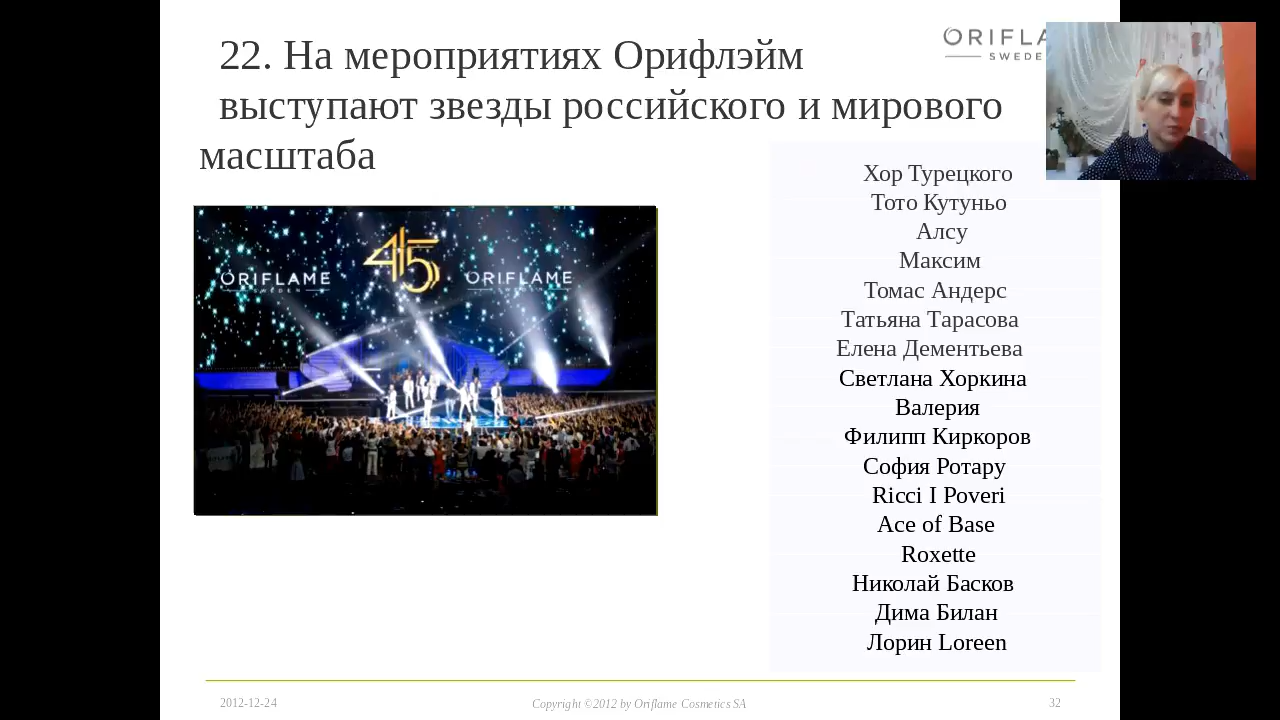 22. На мероприятиях Орифлэйм
выступают звезды российского и мирового
масштаба
ORIFLA
SWEDE
45
ORIFLAME
SWEDEN
ORIFLAME
SWEDEN
Хор Турецкого
Тото Кутуньо
Алсу
Максим
Томас Андерс
Татьяна Тарасова
Елена Дементьева
Светлана Хоркина
Валерия
Филипп Киркоров
София Ротару
Ricci I Poveri
Ace of Base
Roxette
Николай Басков
Дима Билан
Лорин Loreen
2012-12-24
Copyright ©2012 by Oriflame Cosmetics SA
32